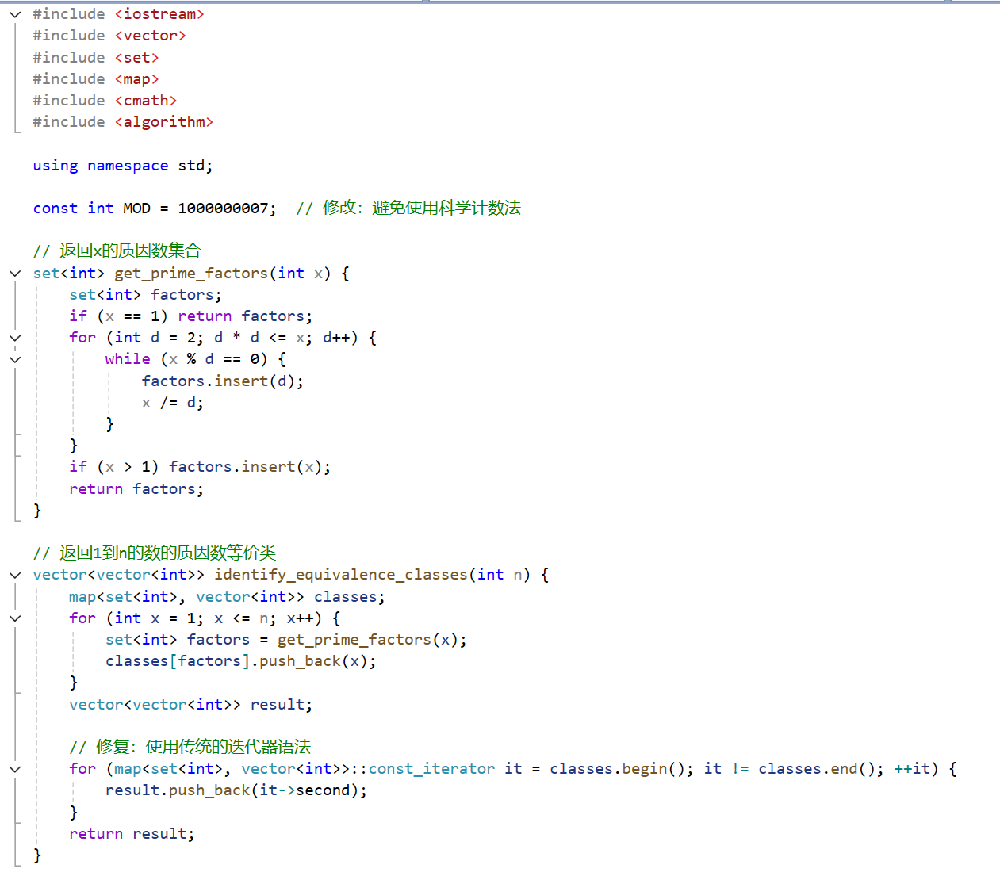 #include <iostream>
#include <vector>
#include <set>
#include <map>
#include <cmath>
#include <algorithm>

using namespace std;

const int MOD = 1000000007;  // 修改：避免使用科学计数法

// 返回x的质因数集合
set<int> get_prime_factors(int x) {
    set<int> factors;
    if (x == 1) return factors;
    for (int d = 2; d * d <= x; d++) {
        while (x % d == 0) {
            factors.insert(d);
            x /= d;
        }
    }
    if (x > 1) factors.insert(x);
    return factors;
}

// 返回1到n的数的质因数等价类
vector<vector<int>> identify_equivalence_classes(int n) {
    map<set<int>, vector<int>> classes;
    for (int x = 1; x <= n; x++) {
        set<int> factors = get_prime_factors(x);
        classes[factors].push_back(x);
    }
    vector<vector<int>> result;

    // 修复：使用传统的迭代器语法
    for (map<set<int>, vector<int>>::const_iterator it = classes.begin(); it != classes.end(); ++it) {
        result.push_back(it->second);
    }
    return result;
}